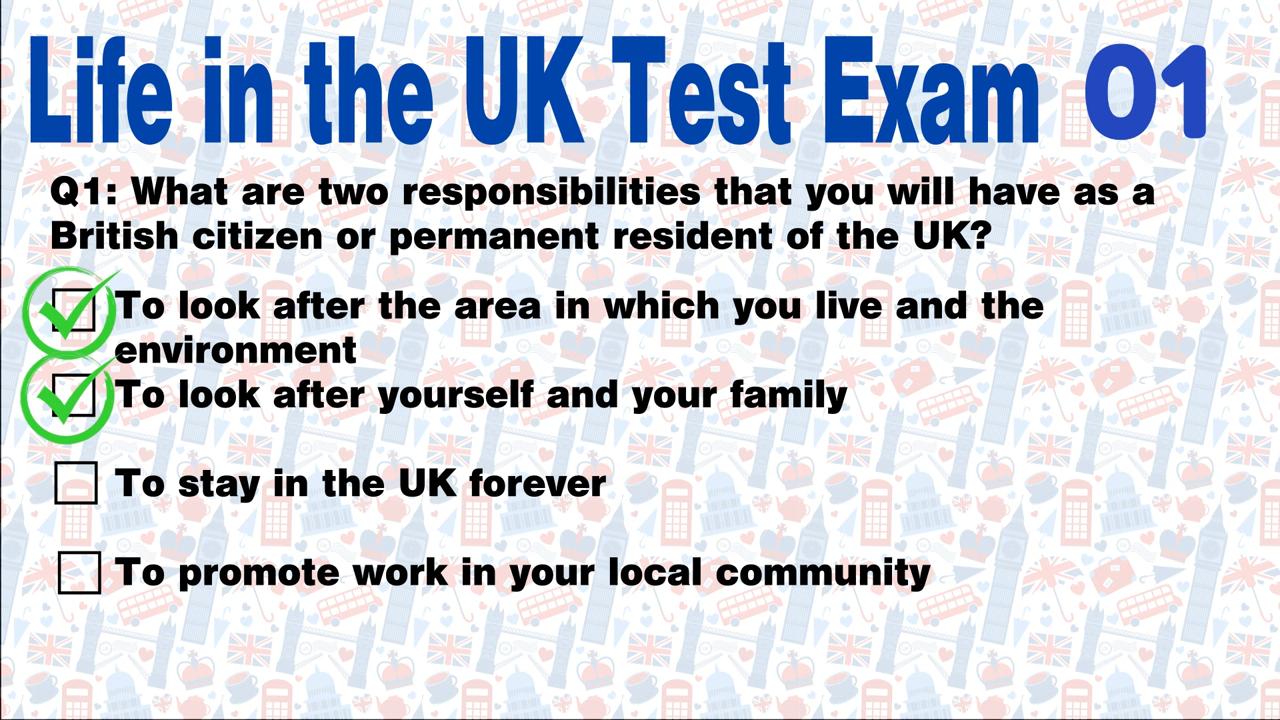 Life in the UK Test Exam 01
Q1: What are two responsibilities that you will have as a
British citizen or permanent resident of the UK?
To look after the area in which you live and the
environment
To look after yourself and your family
To stay in the UK forever
To promote work in your local community